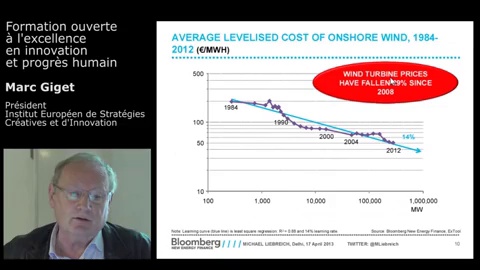 Formation ouverte
à l'excellence
en innovation
et progrès humain
Marc Giget
Président
Institut Européen de Stratégies
Créatives et d'Innovation
AVERAGE LEVELISED COST OF ONSHORE WIND, 1984-
2012 (€/MWH)
WIND TURBINE PRICES
HAVE FALLEN 29% SINCE
2008
500
100
50
10
1984
1990
2000
2004
2012
14%
100
1,000
10,000
100,000
1,000,000
MW
Note: Learning curve (blue line) is least square regression. R²= 0.88 and 14% learning rate.
Source: Bloomberg New Energy Finance, ExTool
Bloomberg
NEW ENERGY FINANCE
MICHAEL LIEBREICH, Delhi, 17 April 2013
TWITTER: @MLiebreich
10